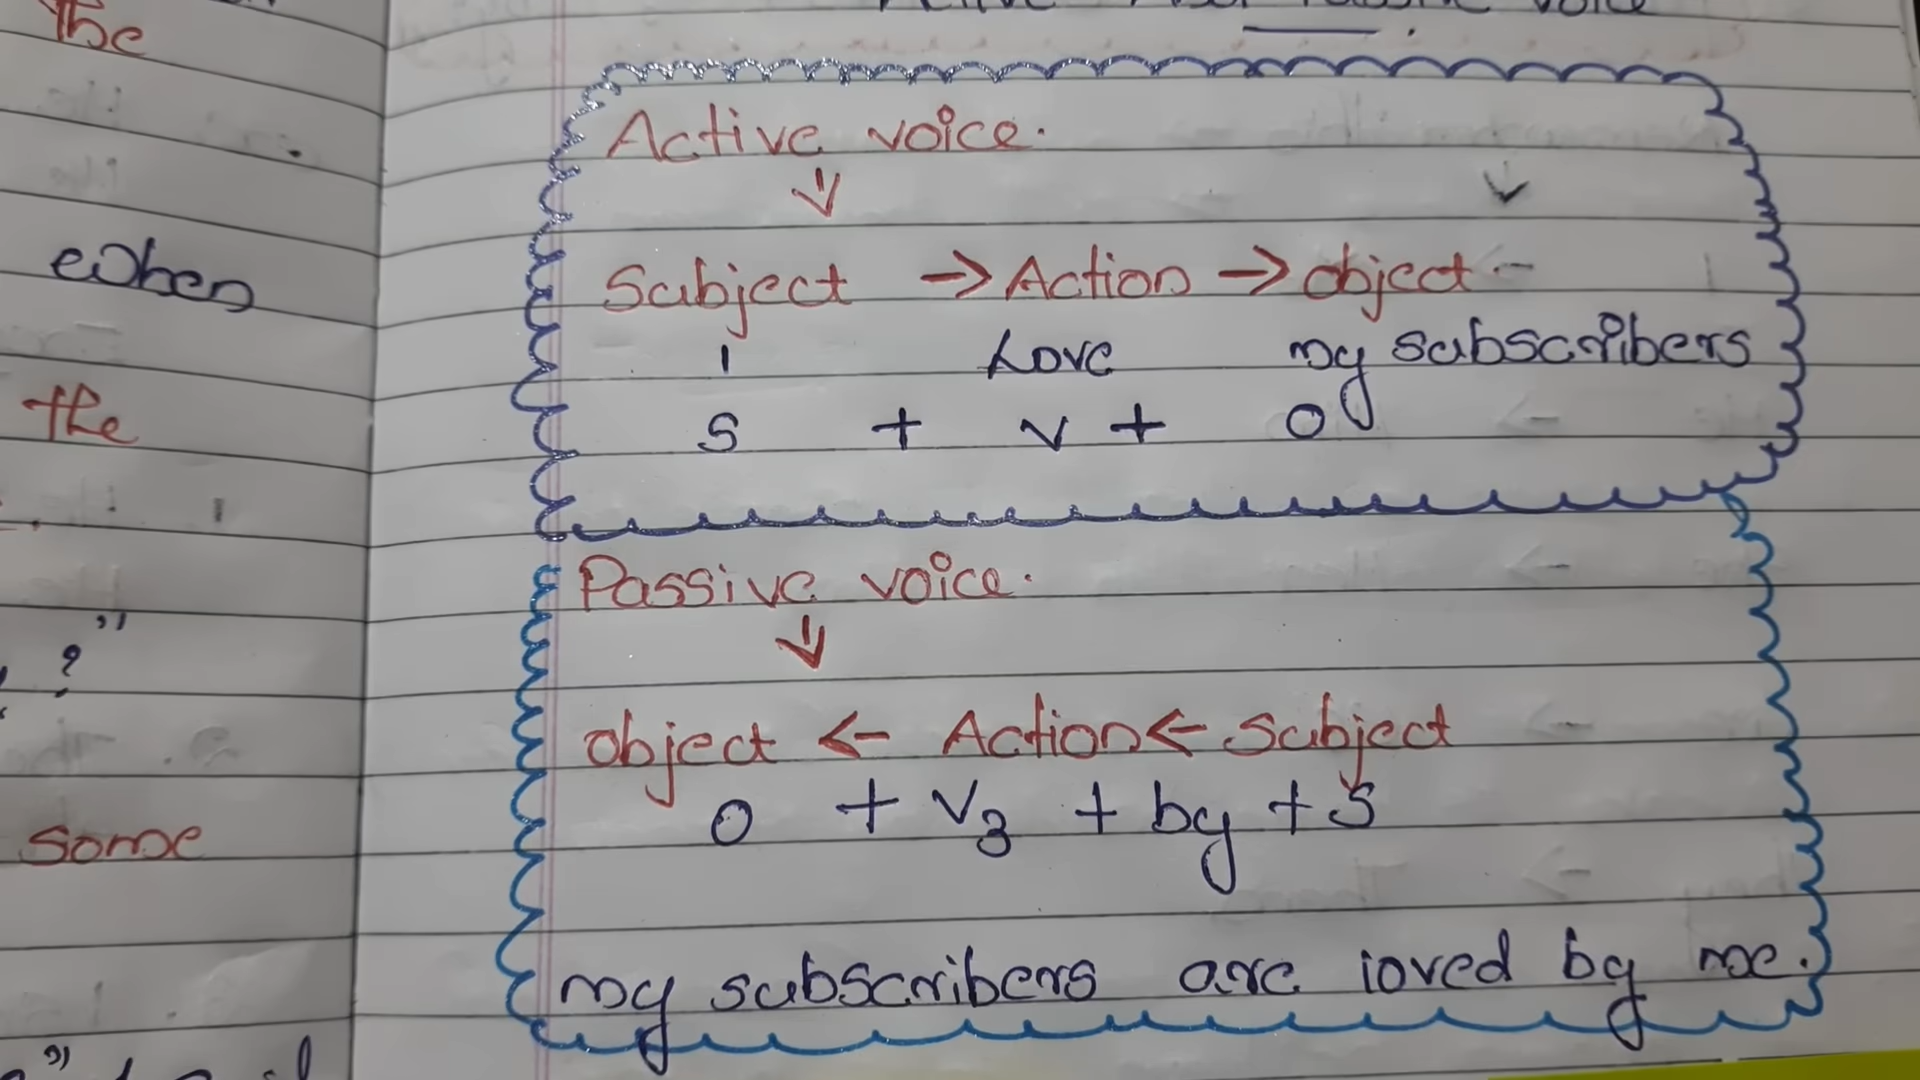 The
when
the
?"
some
Active voice.
Subject → Action → object
I Love my subscribers
S + V + O
Passive voice.
object ← Action ← Subject
O + V3 + by + S
my subscribers are loved by me.